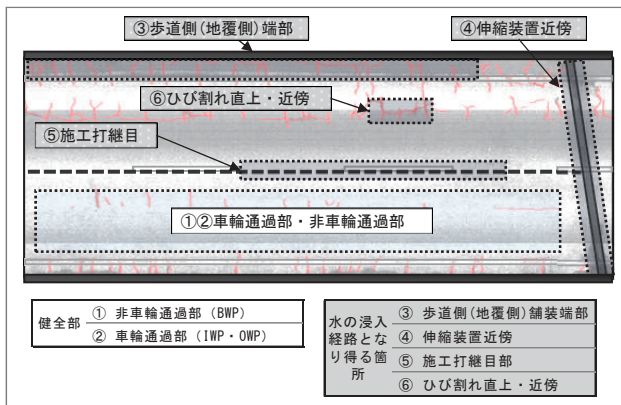 ③歩道側(地覆側)端部
④伸縮装置近傍
⑥ひび割れ直上・近傍
⑤施工打継目
①②車輪通過部・非車輪通過部
健全部
① 非車輪通過部（BWP）
② 車輪通過部（IWP・OWP）
水の浸入
経路とな
り得る箇
所
③ 歩道側(地覆側)舗装端部
④ 伸縮装置近傍
⑤ 施工打継目部
⑥ ひび割れ直上・近傍